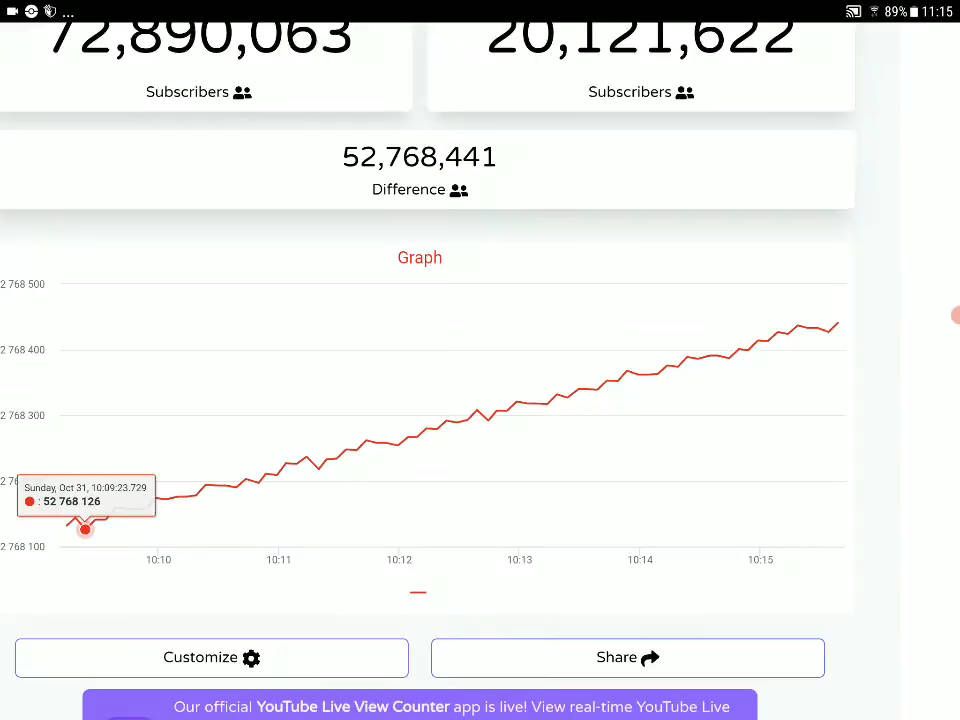 ... 89% 11:15
72,890,063 20,121,622
Subscribers Subscribers
52,768,441
Difference
Graph
2 768 500
2 768 400
2 768 300
2 76
Sunday, Oct 31, 10:09:23.729
: 52 768 126
2 768 100
10:10 10:11 10:12 10:13 10:14 10:15
Customize Share
Our official YouTube Live View Counter app is live! View real-time YouTube Live